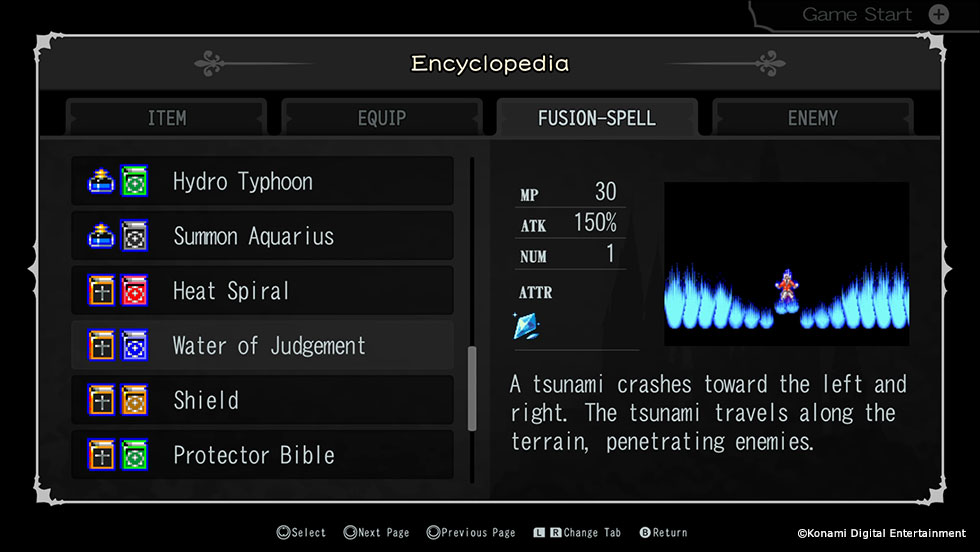 Game Start
Encyclopedia
ITEM
EQUIP
FUSION-SPELL
ENEMY
Hydro Typhoon
Summon Aquarius
Heat Spiral
Water of Judgement
Shield
Protector Bible
MP 30
ATK 150%
NUM 1
ATTR
A tsunami crashes toward the left and
right. The tsunami travels along the
terrain, penetrating enemies.
Select Next Page Previous Page L R Change Tab B Return
©Konami Digital Entertainment